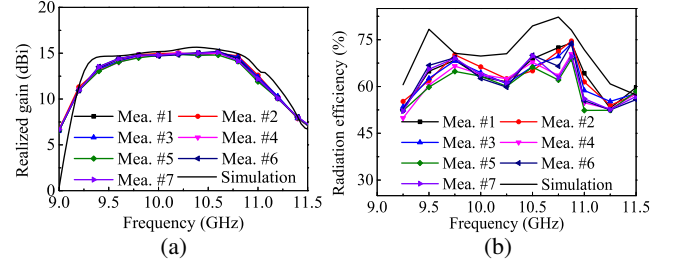 20
15
10
5
0
Realized gain (dBi)
Mea. #1 Mea. #2
Mea. #3 Mea. #4
Mea. #5 Mea. #6
Mea. #7 Simulation
9.0 9.5 10.0 10.5 11.0 11.5
Frequency (GHz)
(a)
75
60
45
30
Radiation efficiency (%)
Mea. #1 Mea. #2
Mea. #3 Mea. #4
Mea. #5 Mea. #6
Mea. #7 Simulation
9.0 9.5 10.0 10.5 11.0 11.5
Frequency (GHz)
(b)